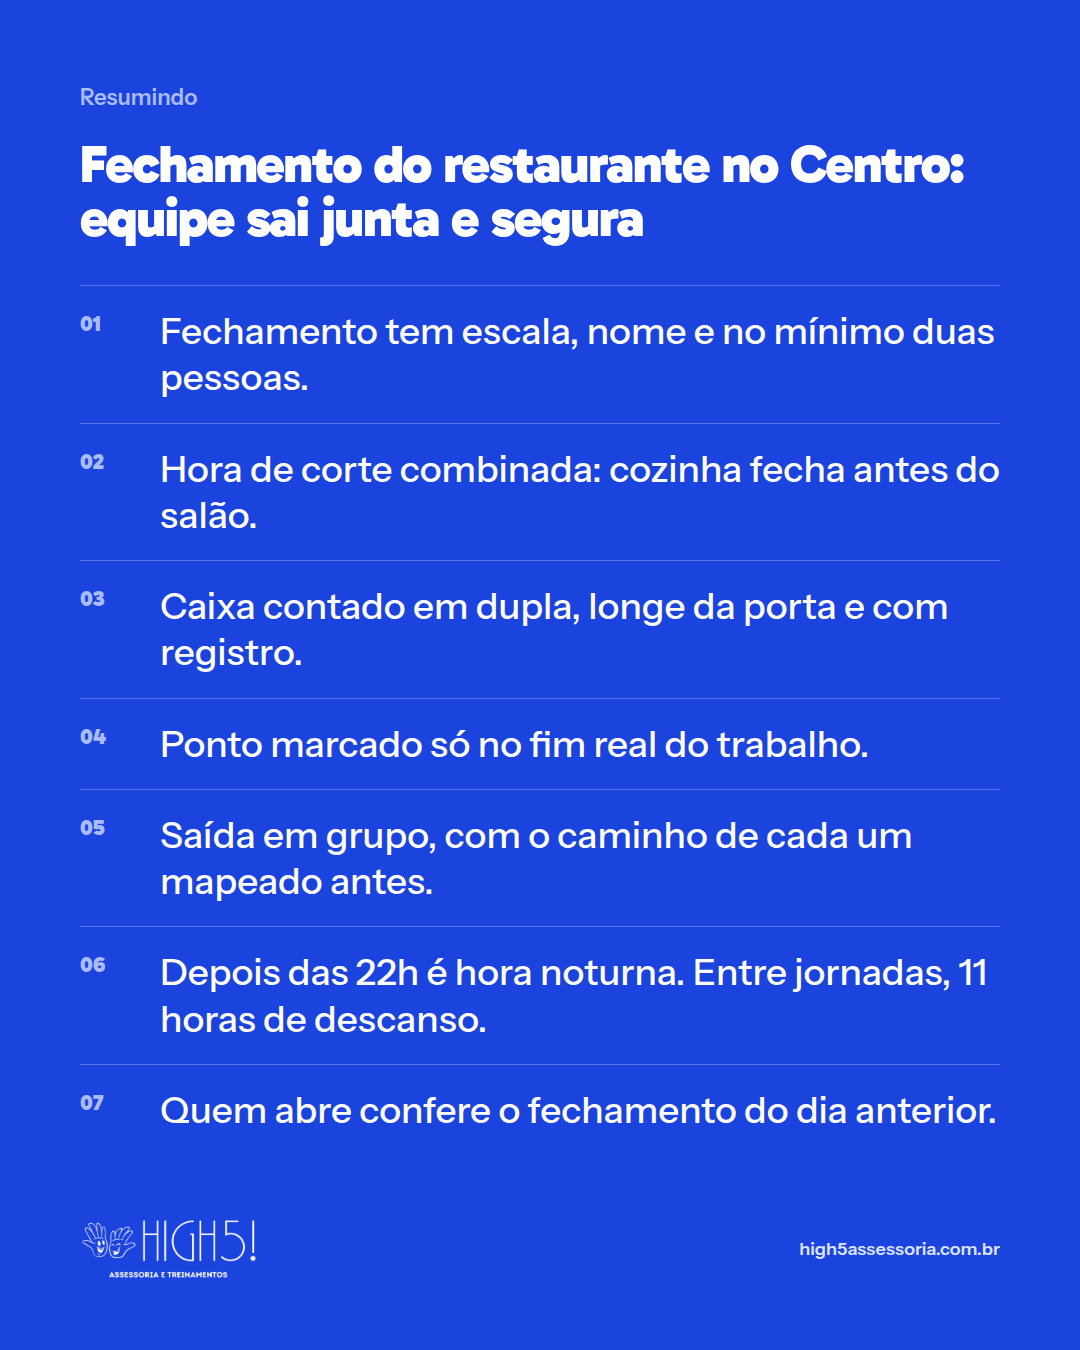 Resumindo
Fechamento do restaurante no Centro:
equipe sai junta e segura
01
Fechamento tem escala, nome e no mínimo duas
pessoas.
02
Hora de corte combinada: cozinha fecha antes do
salão.
03
Caixa contado em dupla, longe da porta e com
registro.
04
Ponto marcado só no fim real do trabalho.
05
Saída em grupo, com o caminho de cada um
mapeado antes.
06
Depois das 22h é hora noturna. Entre jornadas, 11
horas de descanso.
07
Quem abre confere o fechamento do dia anterior.
HIGH5!
ASSESSORIA E TREINAMENTOS
high5assessoria.com.br